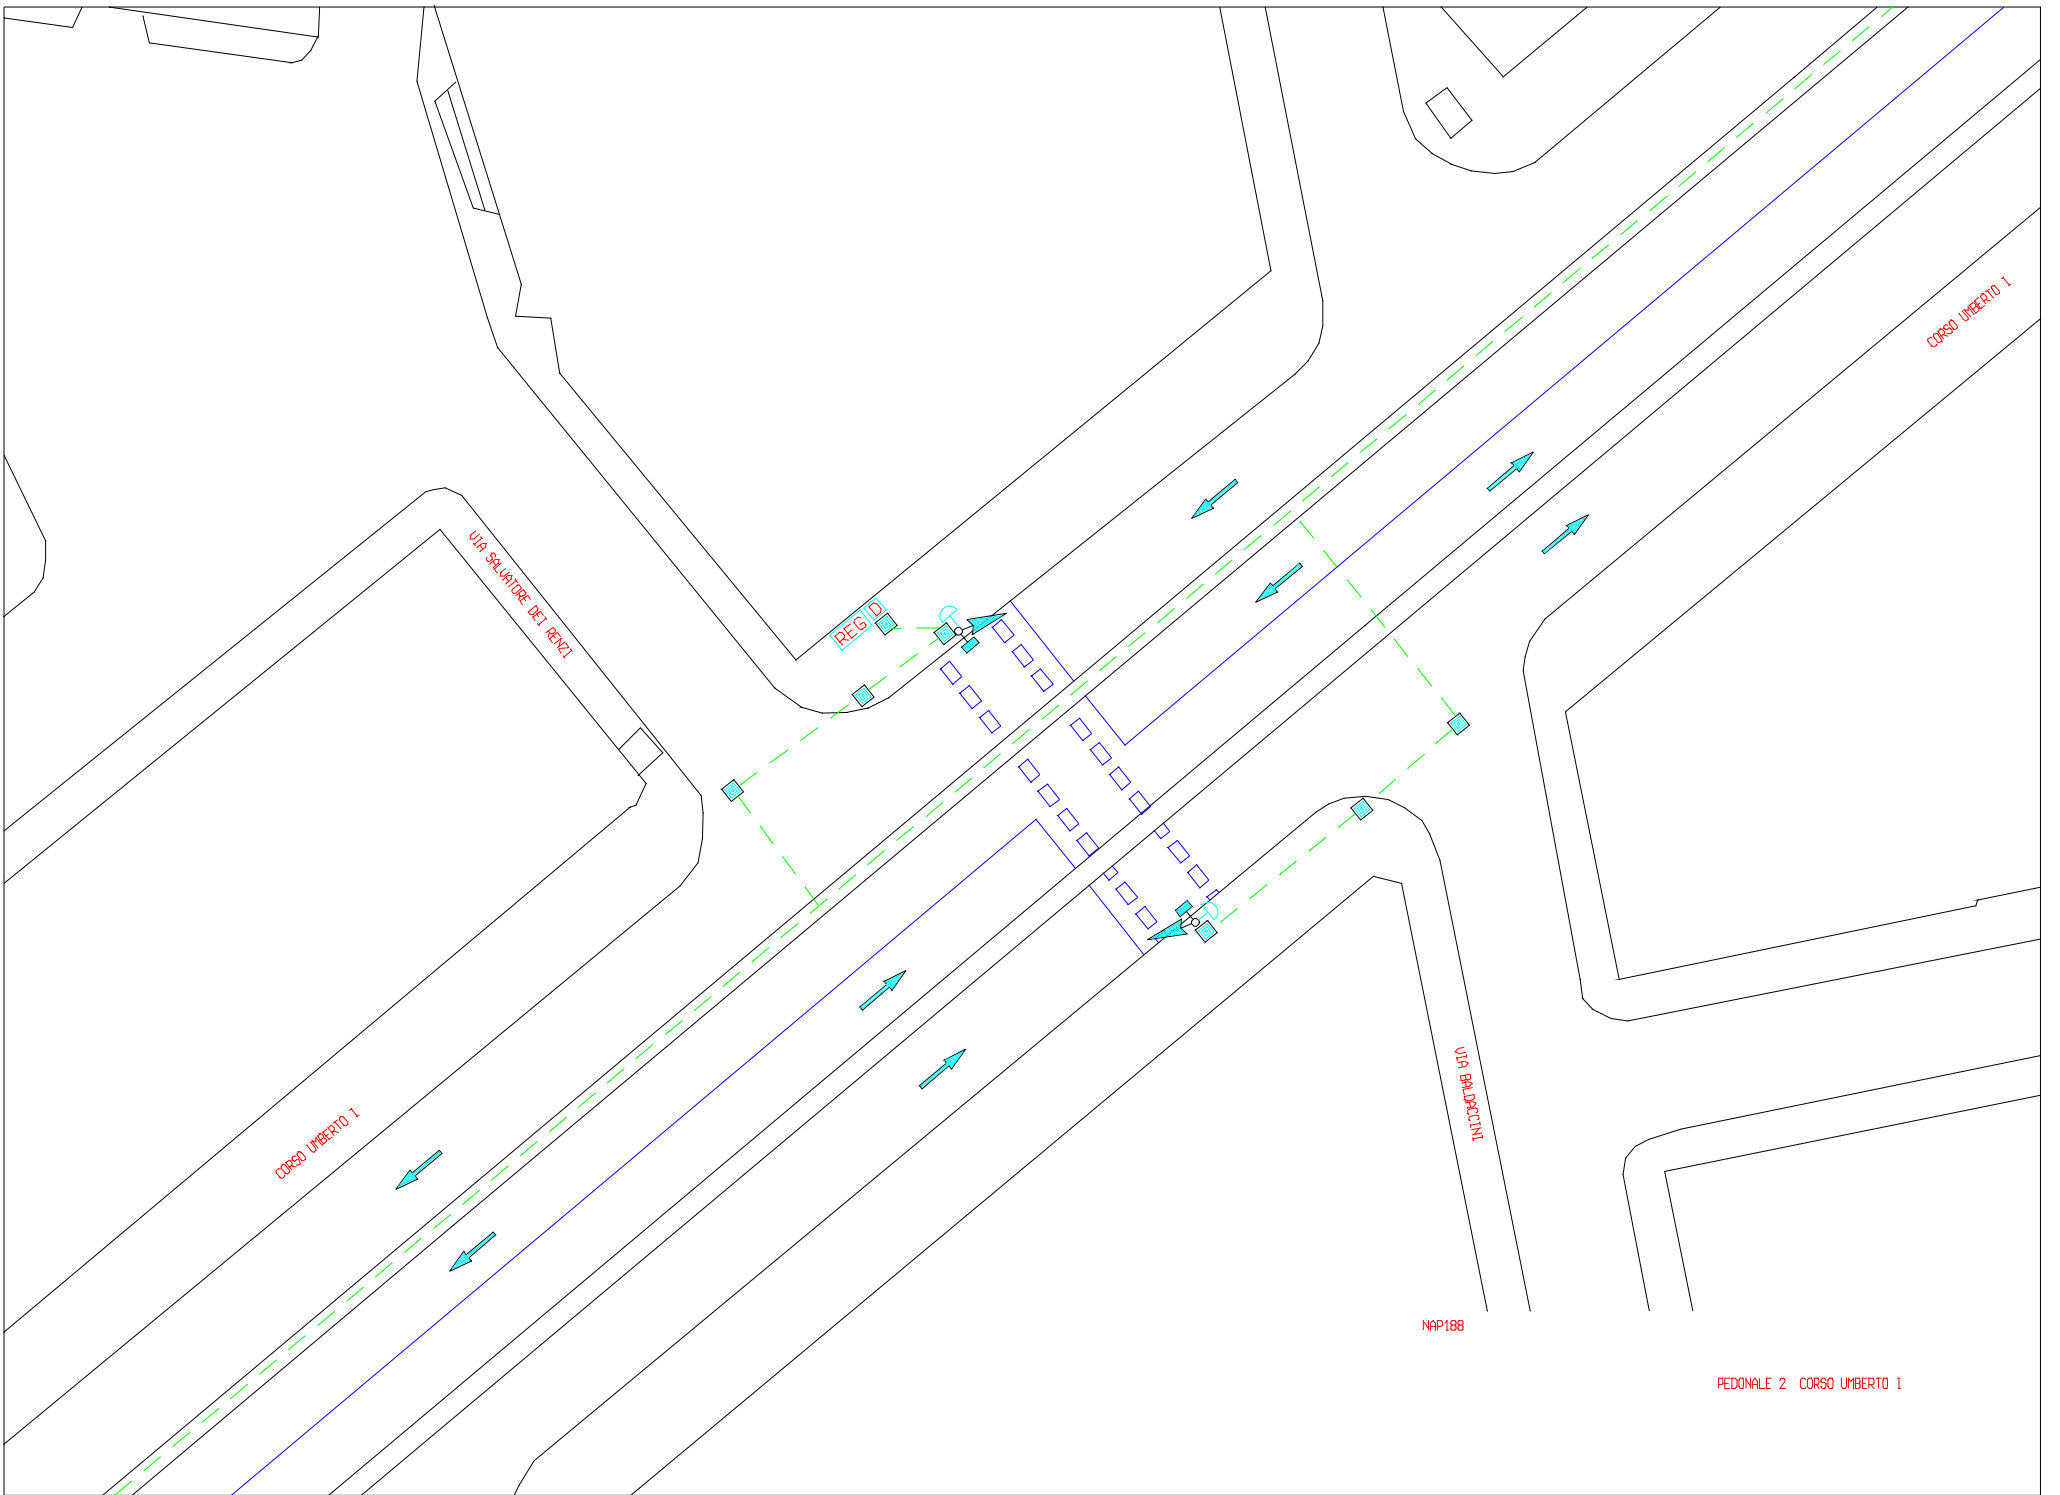 CORSO UMBERTO I
VIA SALVATORE DEI RENZI
REG D
CORSO UMBERTO I
VIA BALDACCINI
NAP188
PEDONALE 2 CORSO UMBERTO I